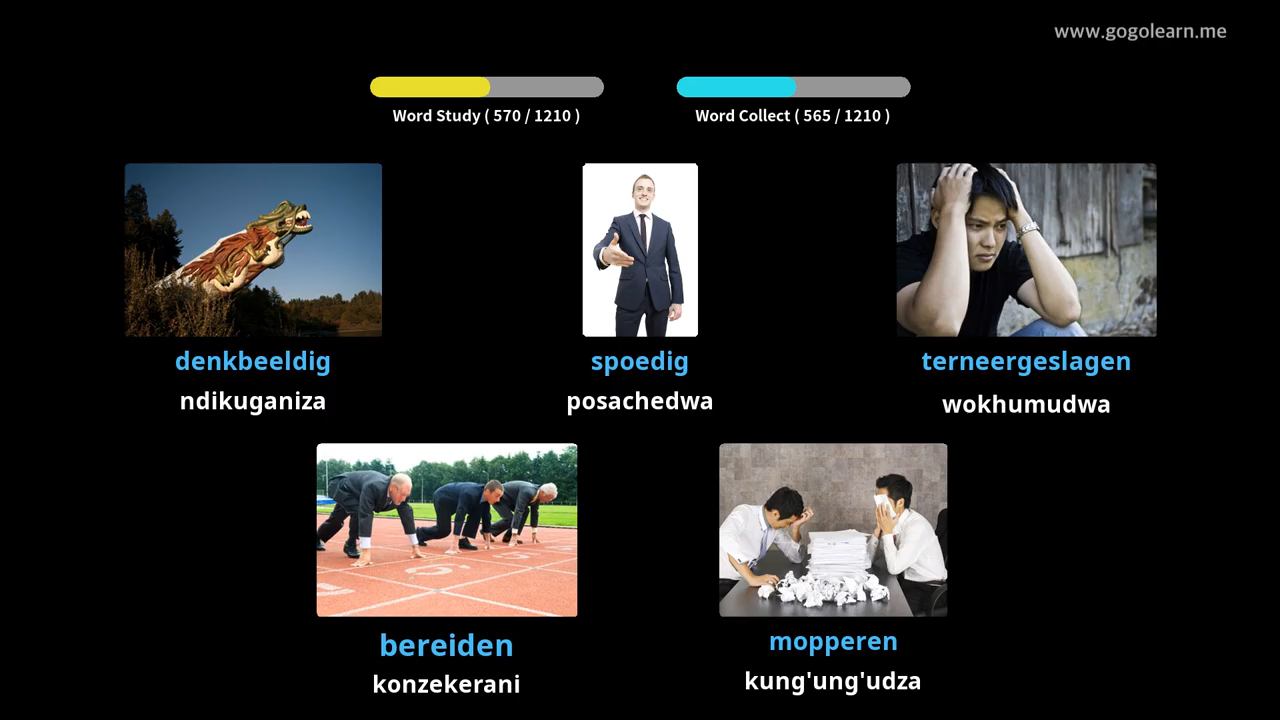 www.gogolearn.me
Word Study ( 570 / 1210 )
Word Collect ( 565 / 1210 )
denkbeeldig
ndikuganiza
spoedig
posachedwa
terneergeslagen
wokhumudwa
bereiden
konzekerani
mopperen
kung'ung'udza